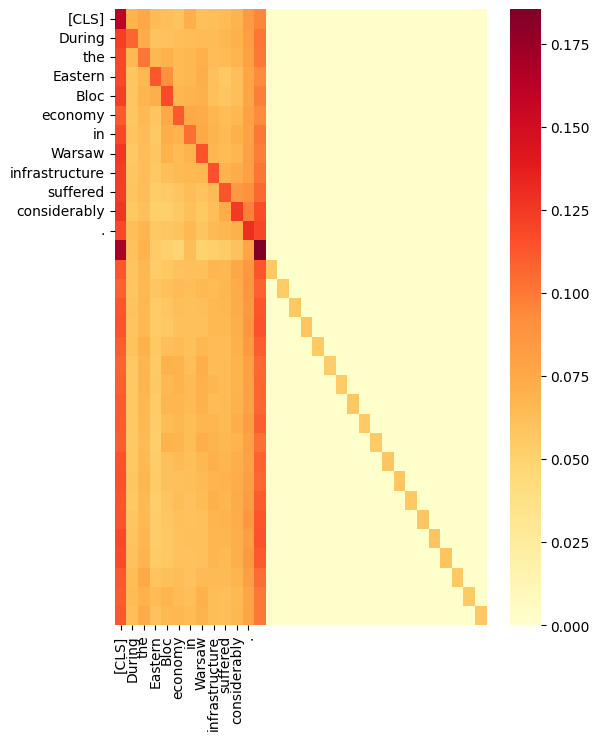 [CLS]
During
the
Eastern
Bloc
economy
in
Warsaw
infrastructure
suffered
considerably
.
0.175
0.150
0.125
0.100
0.075
0.050
0.025
0.000
[CLS]
During
the
Eastern
Bloc
economy
in
Warsaw
infrastructure
suffered
considerably
.